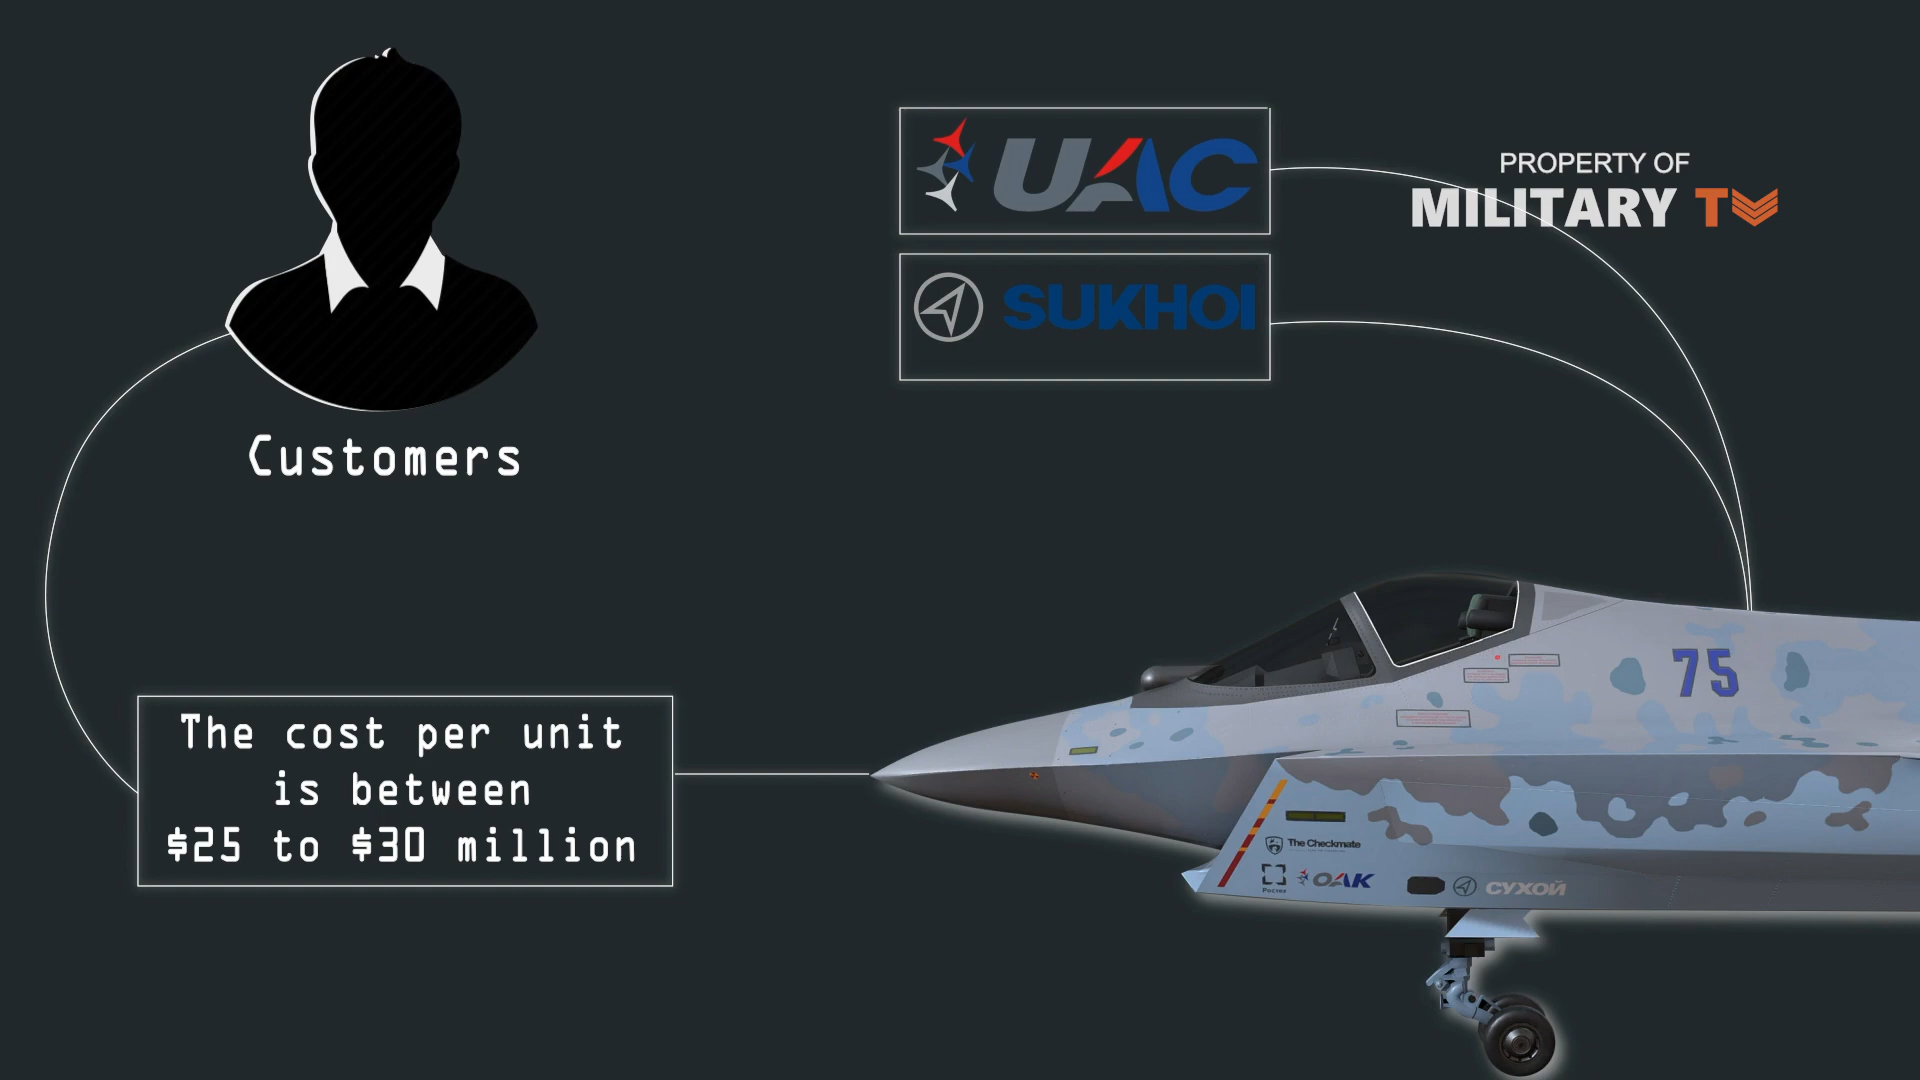 UAC
PROPERTY OF
MILITARY TV
SUKHOI
Customers
75
The cost per unit
is between
$25 to $30 million
The Checkmate
Ростех
ОАК
СУХОЙ